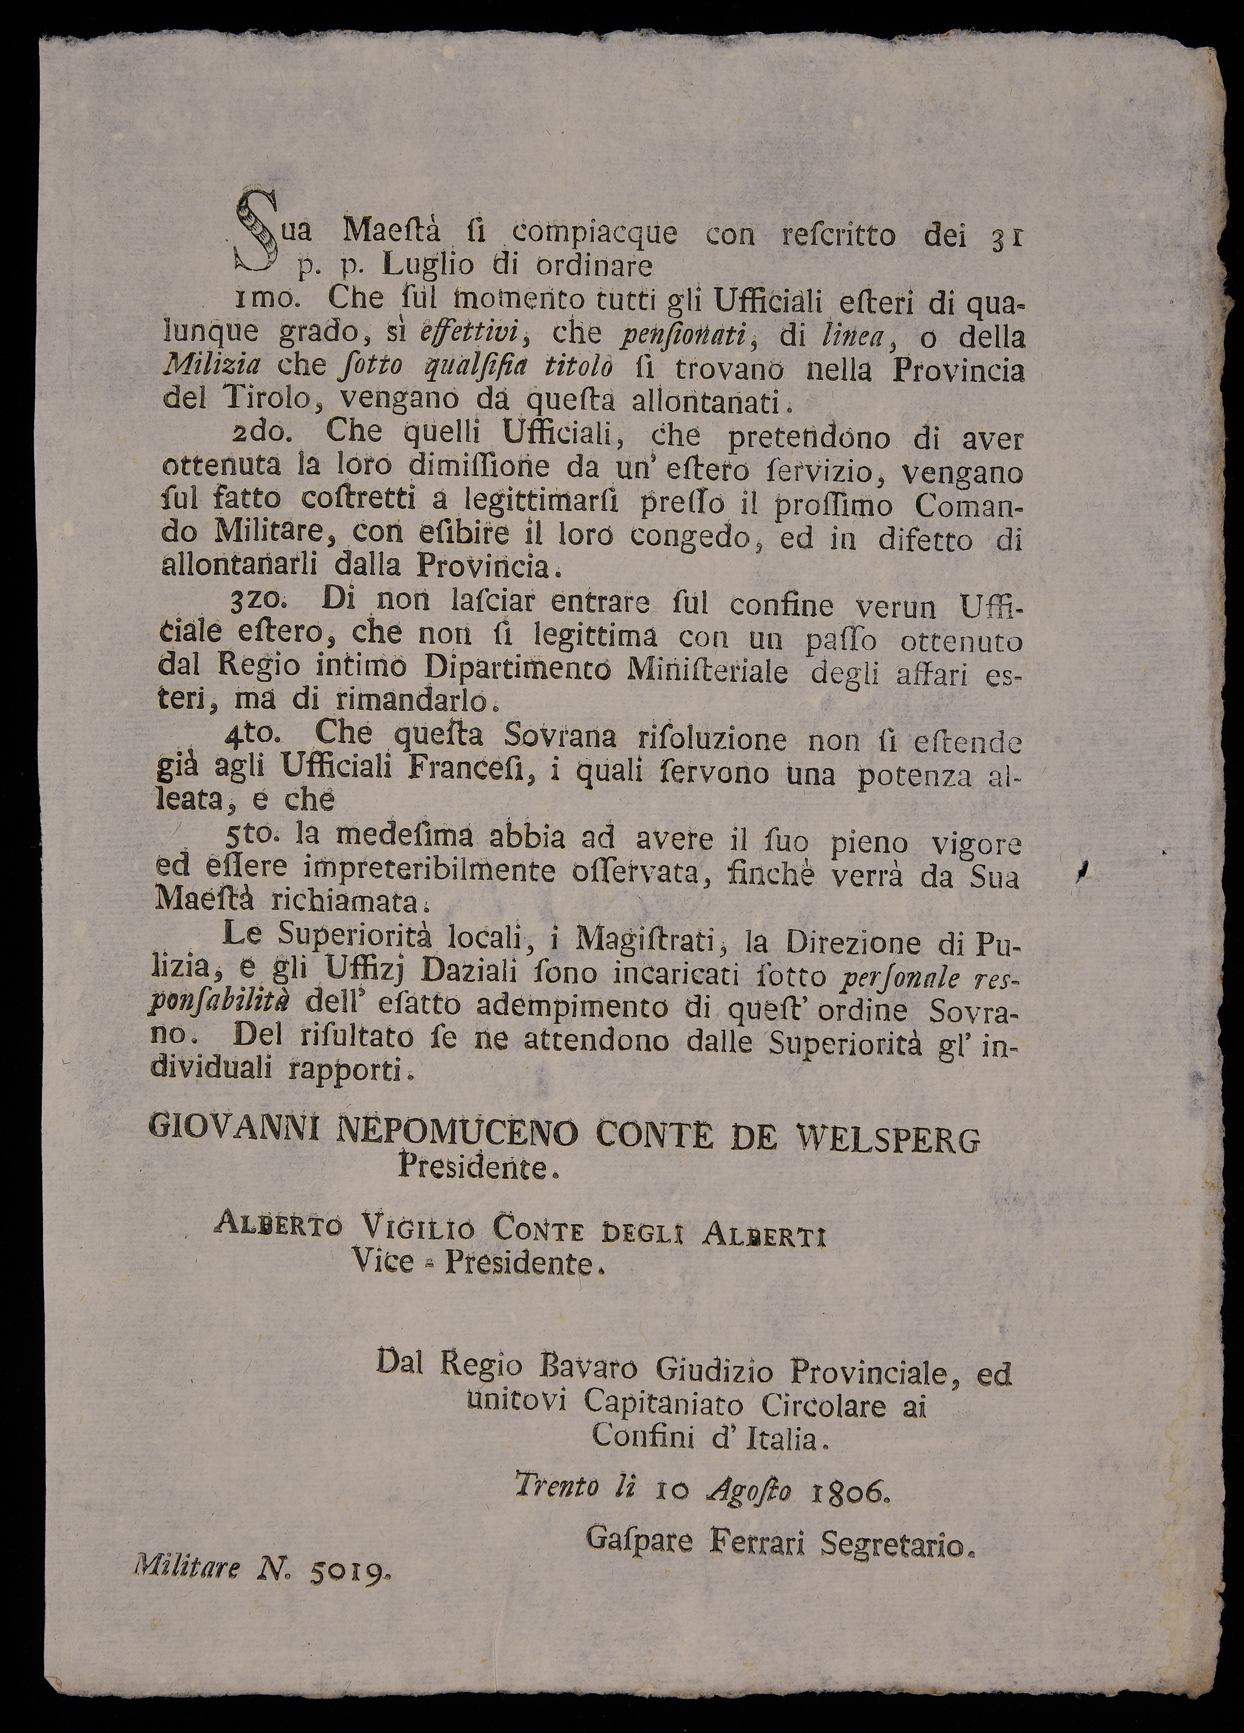 Sua Maeſtà ſi compiacque con reſcritto dei 31
p. p. Luglio di ordinare
1mo. Che ſul momento tutti gli Ufficiali eſteri di qua-
lunque grado, sì effettivi, che penſionati, di linea, o della
Milizia che ſotto qualſiſia titolo ſi trovano nella Provincia
del Tirolo, vengano da queſta allontanati.
2do. Che quelli Ufficiali, che pretendono di aver
ottenuta la loro dimiſſione da un' eſtero ſervizio, vengano
ſul fatto coſtretti a legittimarſi preſſo il proſſimo Coman-
do Militare, con eſibire il loro congedo, ed in difetto di
allontanarli dalla Provincia.
3zo. Di non laſciar entrare ſul confine verun Uffi-
ciale eſtero, che non ſi legittima con un paſſo ottenuto
dal Regio intimo Dipartimento Miniſteriale degli affari es-
teri, ma di rimandarlo.
4to. Che queſta Sovrana riſoluzione non ſi eſtende
già agli Ufficiali Franceſi, i quali ſervono una potenza al-
leata, e che
5to. la medeſima abbia ad avere il ſuo pieno vigore
ed eſſere impreteribilmente oſſervata, finchè verrà da Sua
Maeſtà richiamata.
Le Superiorità locali, i Magiſtrati, la Direzione di Pu-
lizia, e gli Uffizj Daziali ſono incaricati ſotto perſonale res-
ponſabilità dell' eſatto adempimento di queſt' ordine Sovra-
no. Del riſultato ſe ne attendono dalle Superiorità gl' in-
dividuali rapporti.
GIOVANNI NEPOMUCENO CONTE DE WELSPERG
Presidente.
ALBERTO VIGILIO CONTE DEGLI ALBERTI
Vice-Presidente.
Dal Regio Bavaro Giudizio Provinciale, ed
unitovi Capitaniato Circolare ai
Confini d' Italia.
Trento li 10 Agoſto 1806.
Gaſpare Ferrari Segretario.
Militare N. 5019.